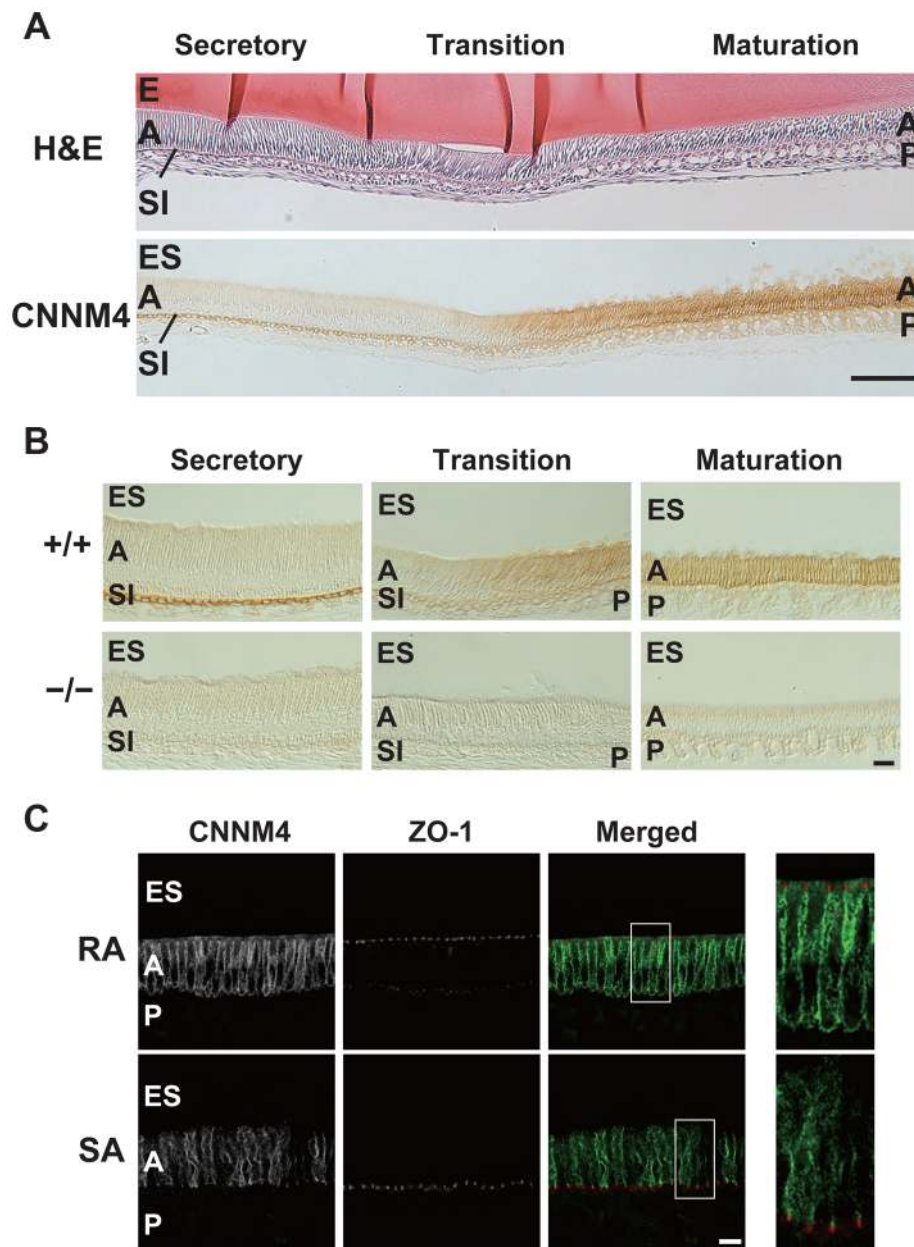 A
Secretory Transition Maturation
E
A A
H&E P
SI
ES
A A
CNNM4 P
SI
B
Secretory Transition Maturation
ES ES ES
+/+
A A A
SI SI P P
ES ES ES
−/−
A A A
SI SI P P
C
CNNM4 ZO-1 Merged
ES
RA
A
P
ES
SA
A
P